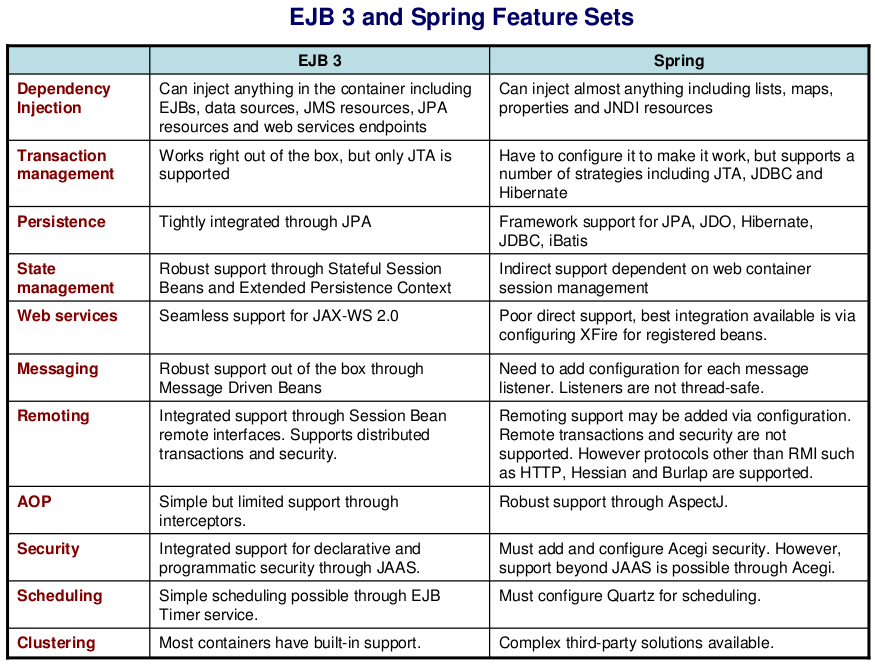 EJB 3 and Spring Feature Sets
EJB 3
Spring
Dependency
Injection
Can inject anything in the container including
EJBs, data sources, JMS resources, JPA
resources and web services endpoints
Can inject almost anything including lists, maps,
properties and JNDI resources
Transaction
management
Works right out of the box, but only JTA is
supported
Have to configure it to make it work, but supports a
number of strategies including JTA, JDBC and
Hibernate
Persistence
Tightly integrated through JPA
Framework support for JPA, JDO, Hibernate,
JDBC, iBatis
State
management
Robust support through Stateful Session
Beans and Extended Persistence Context
Indirect support dependent on web container
session management
Web services
Seamless support for JAX-WS 2.0
Poor direct support, best integration available is via
configuring XFire for registered beans.
Messaging
Robust support out of the box through
Message Driven Beans
Need to add configuration for each message
listener. Listeners are not thread-safe.
Remoting
Integrated support through Session Bean
remote interfaces. Supports distributed
transactions and security.
Remoting support may be added via configuration.
Remote transactions and security are not
supported. However protocols other than RMI such
as HTTP, Hessian and Burlap are supported.
AOP
Simple but limited support through
interceptors.
Robust support through AspectJ.
Security
Integrated support for declarative and
programmatic security through JAAS.
Must add and configure Acegi security. However,
support beyond JAAS is possible through Acegi.
Scheduling
Simple scheduling possible through EJB
Timer service.
Must configure Quartz for scheduling.
Clustering
Most containers have built-in support.
Complex third-party solutions available.